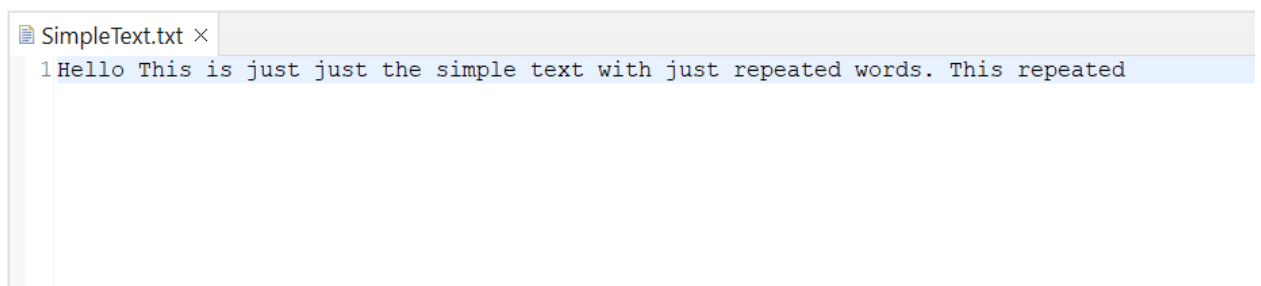 SimpleText.txt ×
1 Hello This is just just the simple text with just repeated words. This repeated